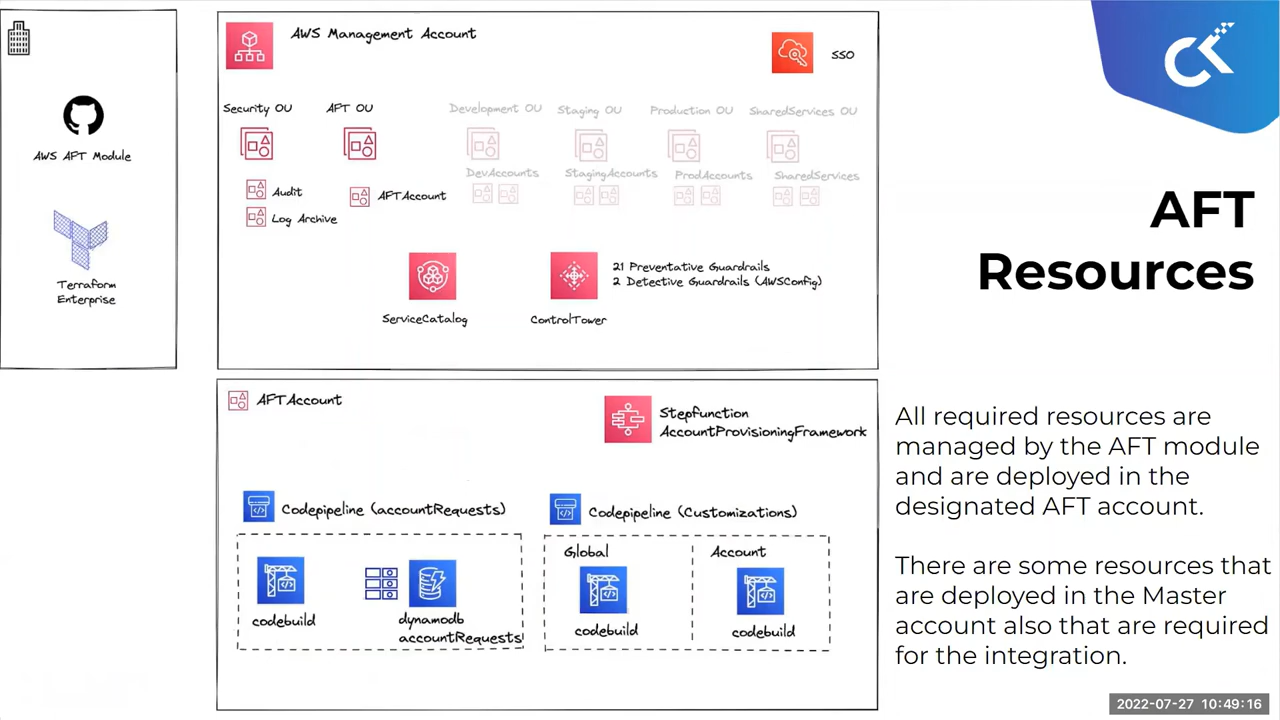 AWS Management Account
SSO
Security OU
AFT OU
Development OU
Staging OU
Production OU
SharedServices OU
AWS AFT Module
DevAccounts
StagingAccounts
ProdAccounts
SharedServices
Audit
AFTAccount
Log Archive
Terraform
Enterprise
21 Preventative Guardrails
2 Detective Guardrails (AWSConfig)
ServiceCatalog
ControlTower
AFT
Resources
AFTAccount
Stepfunction
AccountProvisioningFramework
Codepipeline (accountRequests)
codebuild
dynamodb
accountRequests
Codepipeline (Customizations)
Global
codebuild
Account
codebuild
All required resources are
managed by the AFT module
and are deployed in the
designated AFT account.
There are some resources that
are deployed in the Master
account also that are required
for the integration.
2022-07-27 10:49:16